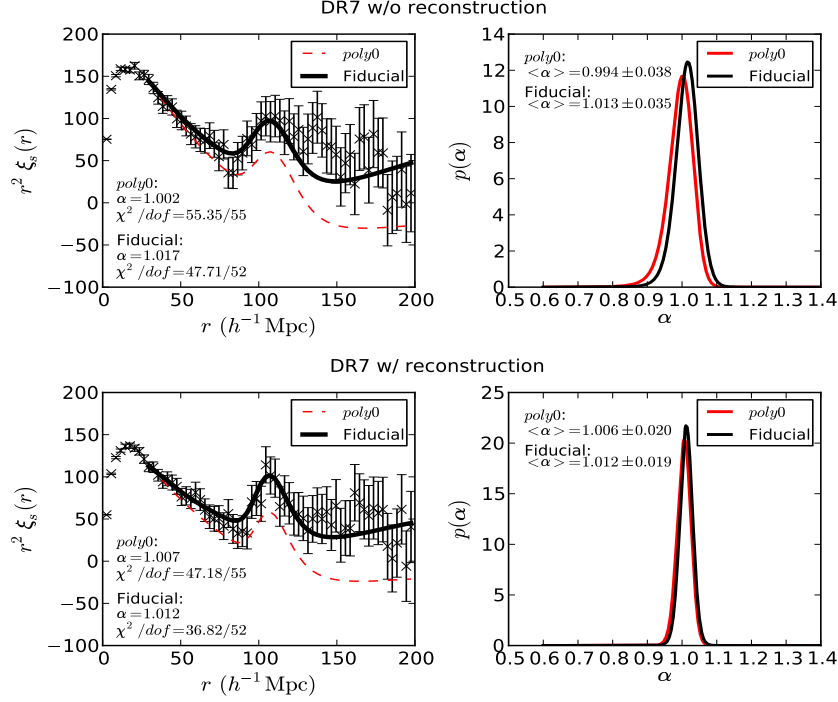 DR7 w/o reconstruction
200
150
100
50
0
−50
−100
r² ξₛ(r)
poly0
Fiducial
poly0:
α=1.002
χ²/dof=55.35/55
Fiducial:
α=1.017
χ²/dof=47.71/52
0 50 100 150 200
r (h⁻¹ Mpc)
14
12
10
8
6
4
2
0
p(α)
poly0:
<α>=0.994±0.038
Fiducial:
<α>=1.013±0.035
poly0
Fiducial
0.5 0.6 0.7 0.8 0.9 1.0 1.1 1.2 1.3 1.4
α
DR7 w/ reconstruction
200
150
100
50
0
−50
−100
r² ξₛ(r)
poly0
Fiducial
poly0:
α=1.007
χ²/dof=47.18/55
Fiducial:
α=1.012
χ²/dof=36.82/52
0 50 100 150 200
r (h⁻¹ Mpc)
25
20
15
10
5
0
p(α)
poly0:
<α>=1.006±0.020
Fiducial:
<α>=1.012±0.019
poly0
Fiducial
0.5 0.6 0.7 0.8 0.9 1.0 1.1 1.2 1.3 1.4
α